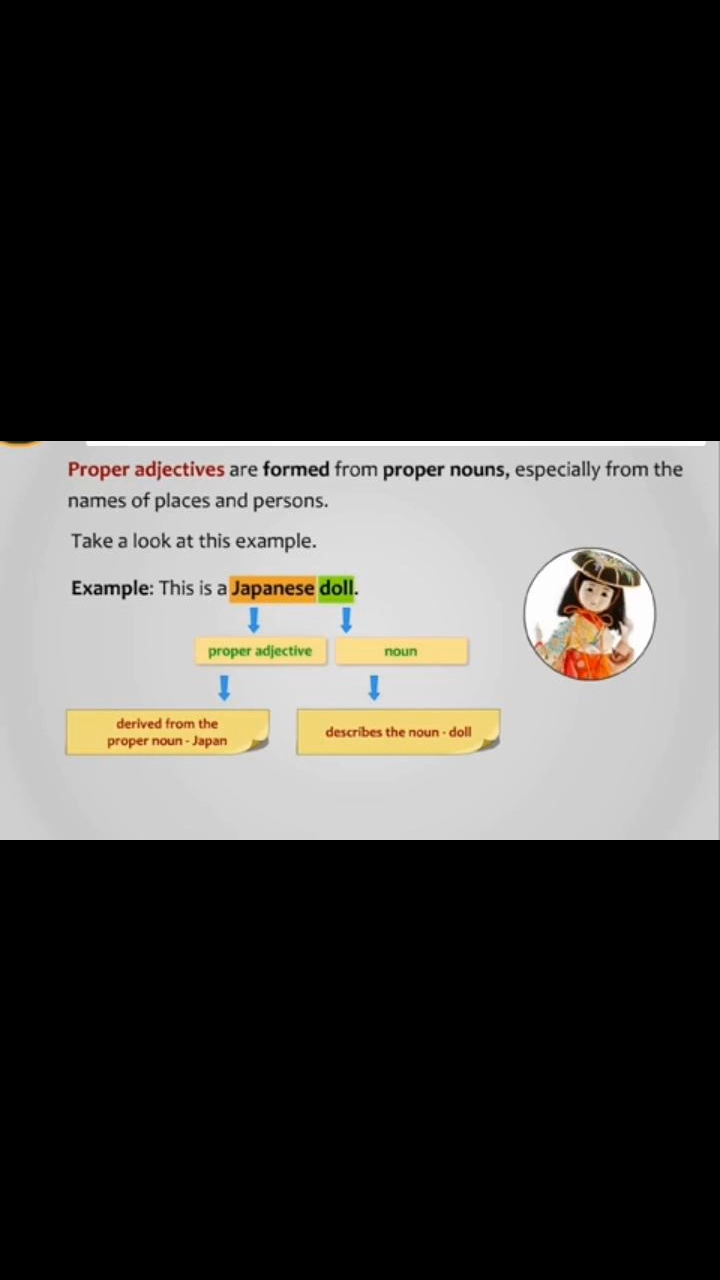 Proper adjectives are formed from proper nouns, especially from the
names of places and persons.
Take a look at this example.
Example: This is a Japanese doll.
proper adjective
noun
derived from the
proper noun - Japan
describes the noun - doll